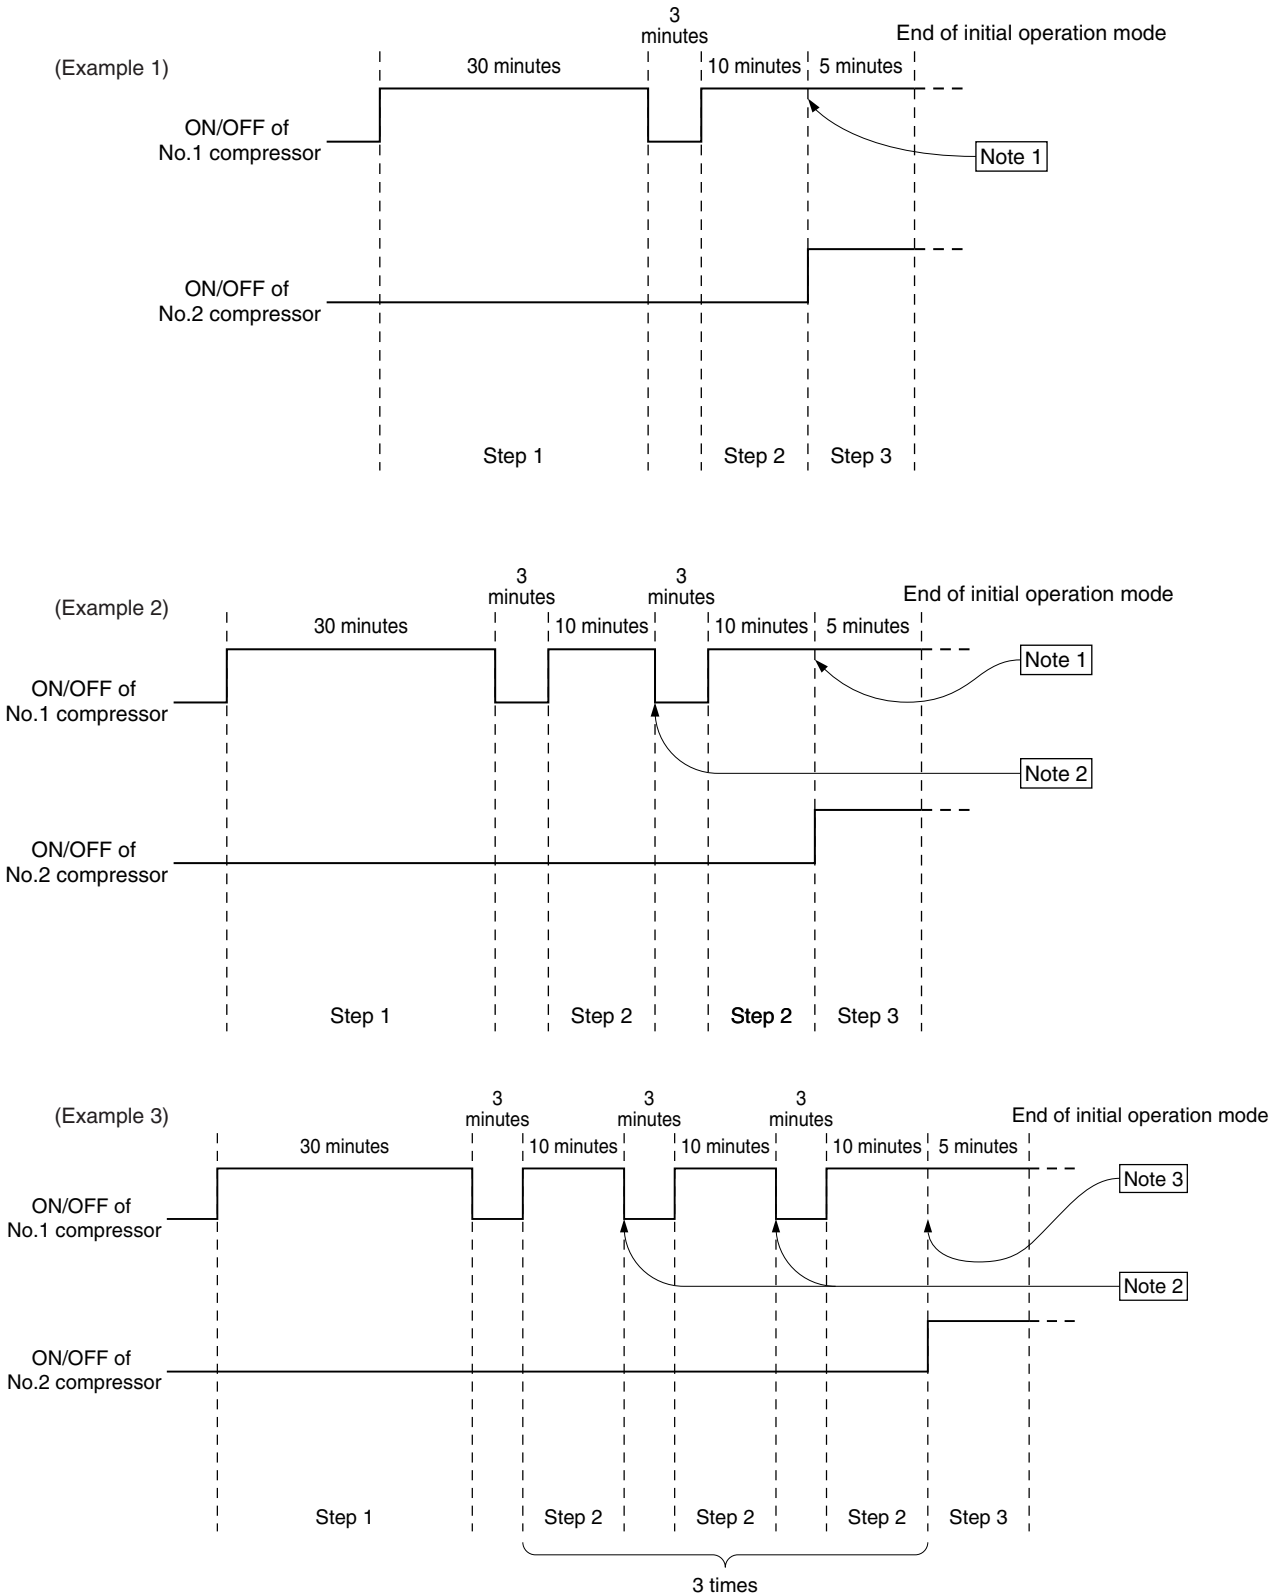 3
minutes
End of initial operation mode
(Example 1)
30 minutes
10 minutes
5 minutes
ON/OFF of
No.1 compressor
Note 1
ON/OFF of
No.2 compressor
Step 1
Step 2
Step 3
3
minutes
3
minutes
End of initial operation mode
(Example 2)
30 minutes
10 minutes
10 minutes
5 minutes
Note 1
ON/OFF of
No.1 compressor
Note 2
ON/OFF of
No.2 compressor
Step 1
Step 2
Step 2
Step 3
3
minutes
3
minutes
3
minutes
End of initial operation mode
(Example 3)
30 minutes
10 minutes
10 minutes
10 minutes
5 minutes
Note 3
ON/OFF of
No.1 compressor
Note 2
ON/OFF of
No.2 compressor
Step 1
Step 2
Step 2
Step 2
Step 3
3 times